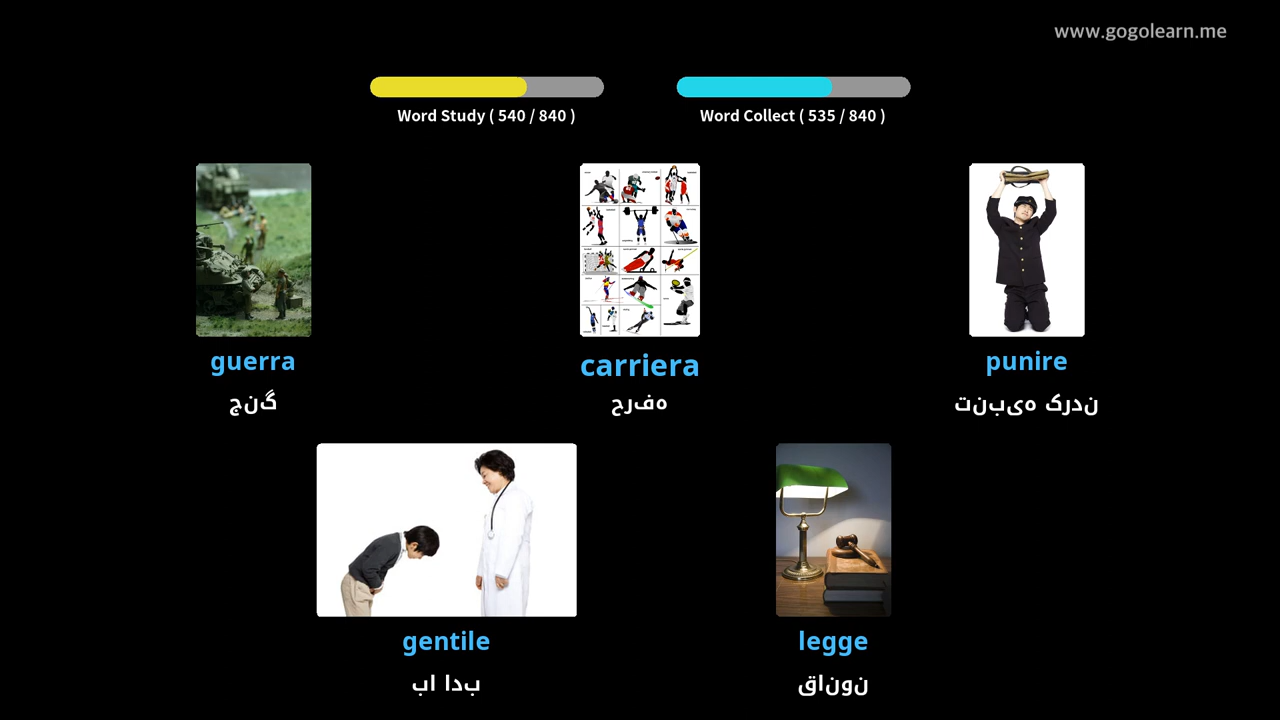 www.gogolearn.me
Word Study ( 540 / 840 )
Word Collect ( 535 / 840 )
guerra
گنج
carriera
هفرح
punire
ندرک هیبنت
gentile
بدا اب
legge
نوناق